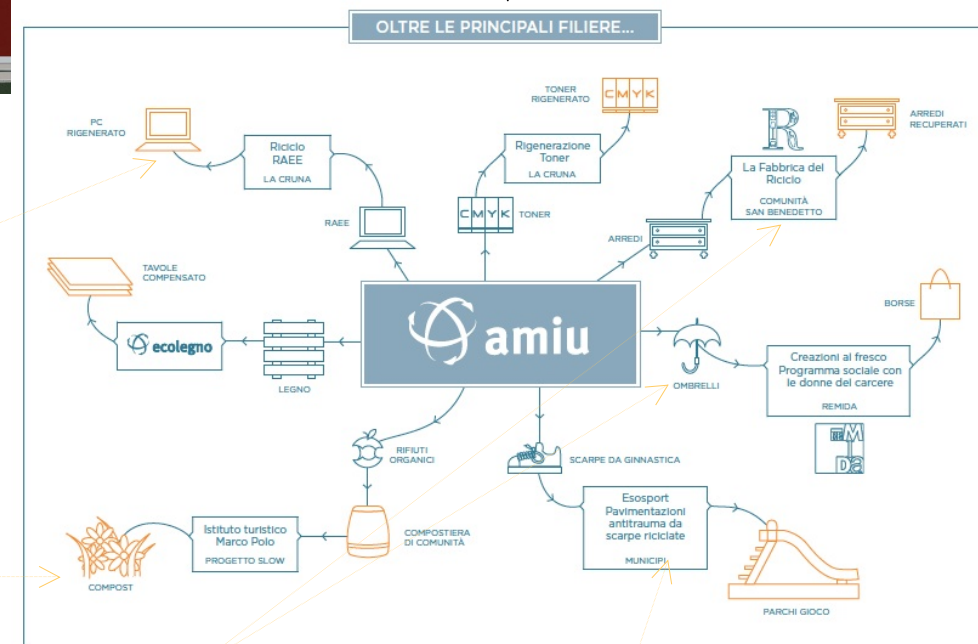 OLTRE LE PRINCIPALI FILIERE...
PC
RIGENERATO
Riciclo
RAEE
LA CRUNA
RAEE
TONER
RIGENERATO
CMYK
Rigenerazione
Toner
LA CRUNA
CMYK
TONER
R
ARREDI
RECUPERATI
La Fabbrica del
Riciclo
COMUNITÀ
SAN BENEDETTO
ARREDI
TAVOLE
COMPENSATO
ecolegno
LEGNO
amiu
OMBRELLI
BORSE
Creazioni al fresco
Programma sociale con
le donne del carcere
REMIDA
REMIDA
RIFIUTI
ORGANICI
COMPOSTIERA
DI COMUNITÀ
Istituto turistico
Marco Polo
PROGETTO SLOW
COMPOST
SCARPE DA GINNASTICA
Esosport
Pavimentazioni
antitrauma da
scarpe riciclate
MUNICIPI
PARCHI GIOCO